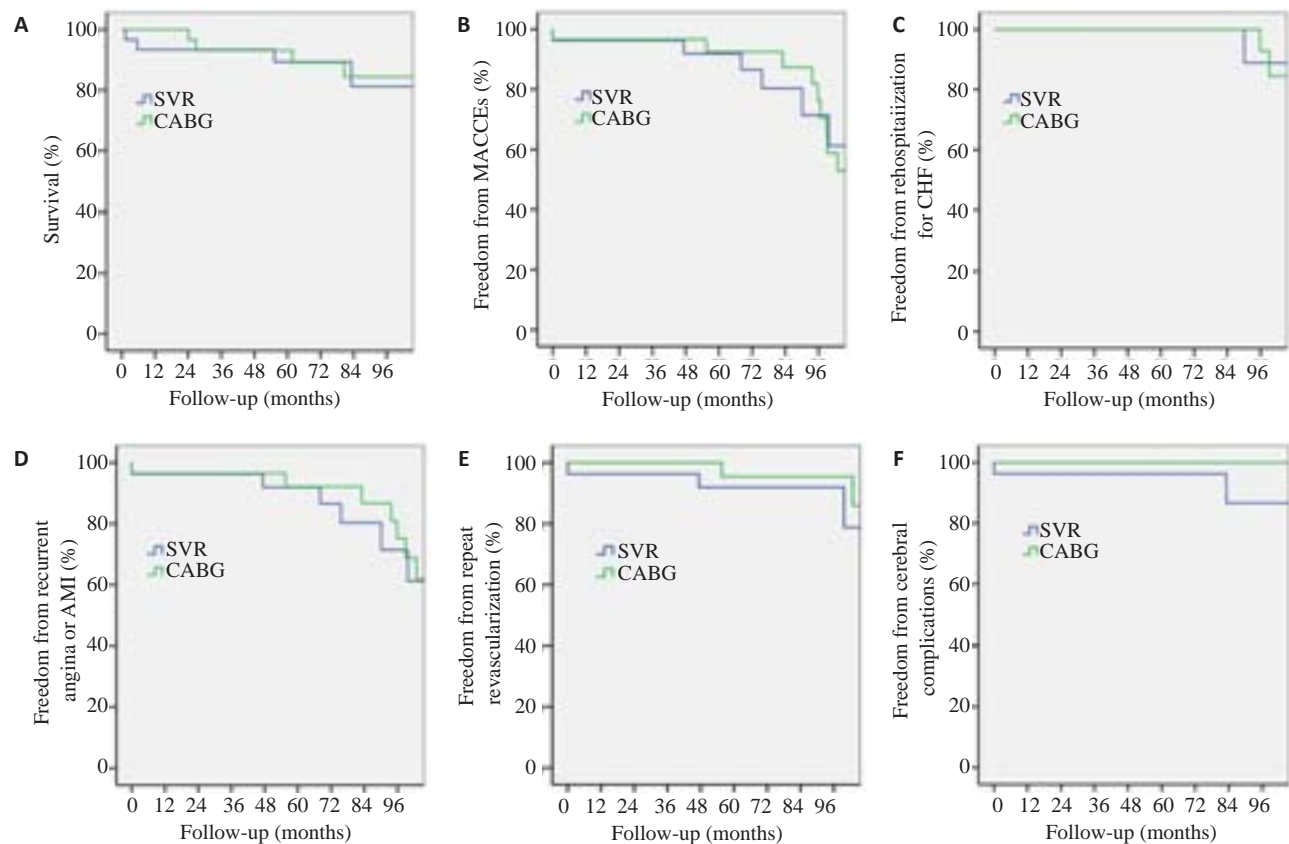 A
Survival (%)
100
80
60
40
20
0
SVR
CABG
0 12 24 36 48 60 72 84 96
Follow-up (months)
B
Freedom from MACCEs (%)
100
80
60
40
20
0
SVR
CABG
0 12 24 36 48 60 72 84 96
Follow-up (months)
C
Freedom from rehospitaiization
for CHF (%)
100
80
60
40
20
0
SVR
CABG
0 12 24 36 48 60 72 84 96
Follow-up (months)
D
Freedom from recurrent
angina or AMI (%)
100
80
60
40
20
0
SVR
CABG
0 12 24 36 48 60 72 84 96
Follow-up (months)
E
Freedom from repeat
revascularization (%)
100
80
60
40
20
0
SVR
CABG
0 12 24 36 48 60 72 84 96
Follow-up (months)
F
Freedom from cerebral
complications (%)
100
80
60
40
20
0
SVR
CABG
0 12 24 36 48 60 72 84 96
Follow-up (months)